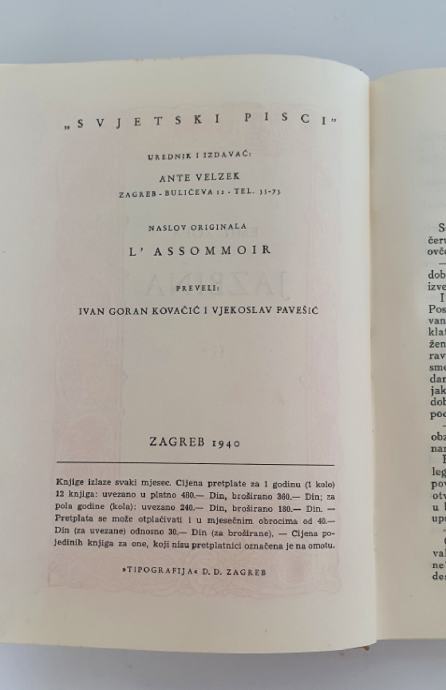 „SVJETSKI PISCI"
UREDNIK I IZDAVAČ:
ANTE VELZEK
ZAGREB - BULIĆEVA 12 - TEL. 33-73
NASLOV ORIGINALA
L' ASSOMMOIR
PREVELI:
IVAN GORAN KOVAČIĆ I VJEKOSLAV PAVEŠIĆ
ZAGREB 1940
Knjige izlaze svaki mjesec. Cijena pretplate za 1 godinu (1 kolo)
12 knjiga: uvezano u platno 480.— Din, broširano 360.— Din; za
pola godine (kola): uvezano 240.— Din, broširano 180.— Din. —
Pretplata se može otplaćivati i u mjesečnim obrocima od 40.—
Din (za uvezane) odnosno 30.— Din (za broširane). — Cijena po-
jedinih knjiga za one, koji nisu pretplatnici označena je na omotu.
»TIPOGRAFIJA« D. D. ZAGREB